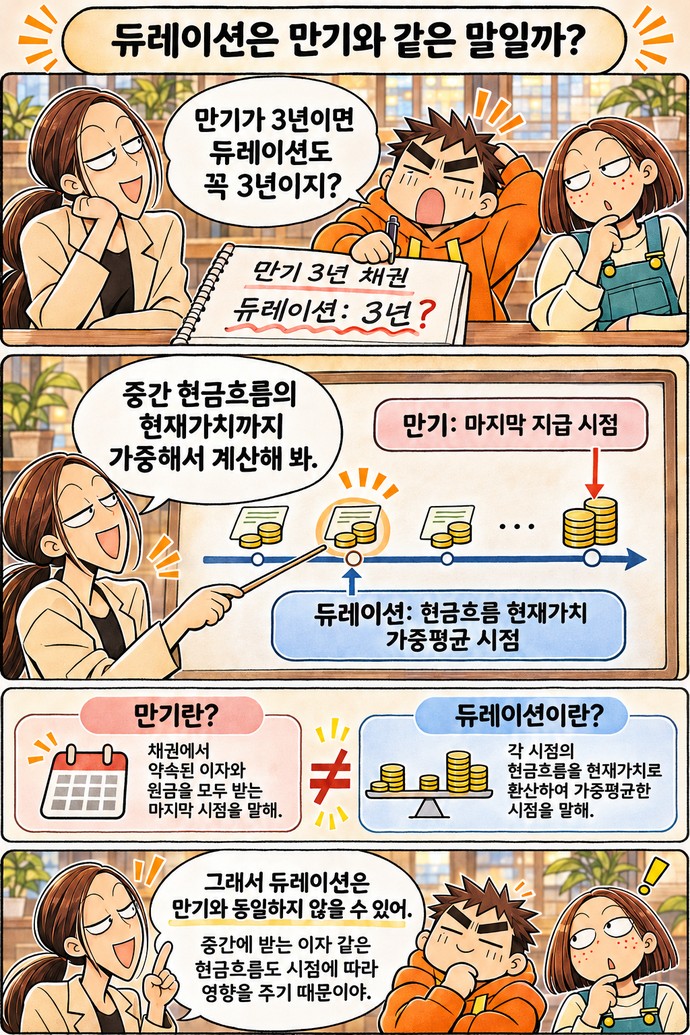 듀레이션은 만기와 같은 말일까?
만기가 3년이면
듀레이션도
꼭 3년이지?
만기 3년 채권
듀레이션: 3년?
중간 현금흐름의
현재가치까지
가중해서 계산해 봐.
만기: 마지막 지급 시점
...
듀레이션: 현금흐름 현재가치
가중평균 시점
만기란?
채권에서
약속된 이자와
원금을 모두 받는
마지막 시점을 말해.
≠
듀레이션이란?
각 시점의
현금흐름을 현재가치로
환산하여 가중평균한
시점을 말해.
그래서 듀레이션은
만기와 동일하지 않을 수 있어.
중간에 받는 이자 같은
현금흐름도 시점에 따라
영향을 주기 때문이야.
!